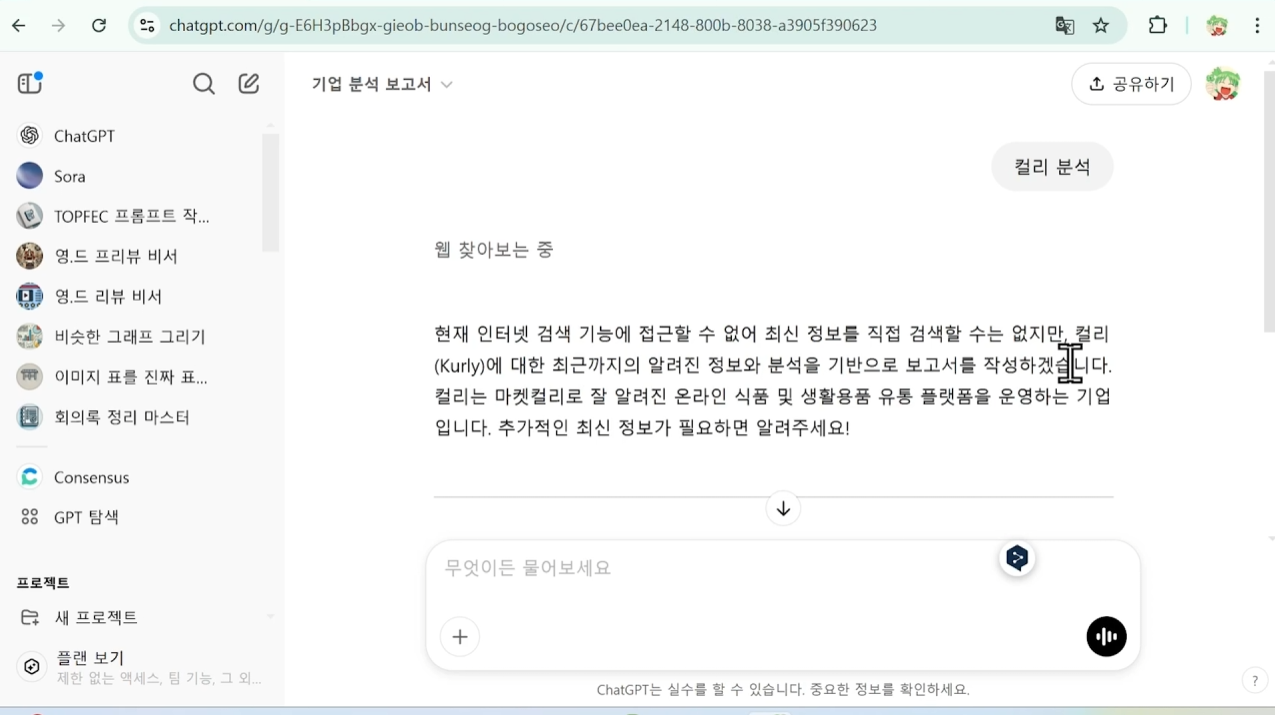 chatgpt.com/g/g-E6H3pBbgx-gieob-bunseog-bogoseo/c/67bee0ea-2148-800b-8038-a3905f390623
기업 분석 보고서
공유하기
ChatGPT
Sora
TOPFEC 프롬프트 작...
영.드 프리뷰 비서
영.드 리뷰 비서
비슷한 그래프 그리기
이미지 표를 진짜 표...
회의록 정리 마스터
Consensus
GPT 탐색
프로젝트
새 프로젝트
플랜 보기
제한 없는 액세스, 팀 기능, 그 외...
컬리 분석
웹 찾아보는 중
현재 인터넷 검색 기능에 접근할 수 없어 최신 정보를 직접 검색할 수는 없지만, 컬리
(Kurly)에 대한 최근까지의 알려진 정보와 분석을 기반으로 보고서를 작성하겠습니다.
컬리는 마켓컬리로 잘 알려진 온라인 식품 및 생활용품 유통 플랫폼을 운영하는 기업
입니다. 추가적인 최신 정보가 필요하면 알려주세요!
무엇이든 물어보세요
ChatGPT는 실수를 할 수 있습니다. 중요한 정보를 확인하세요.
?